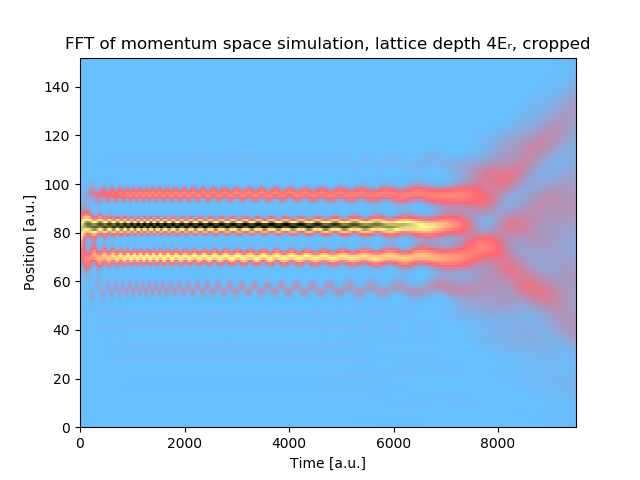 FFT of momentum space simulation, lattice depth 4Eᵣ, cropped
140
120
100
80
60
40
20
0
Position [a.u.]
0 2000 4000 6000 8000
Time [a.u.]